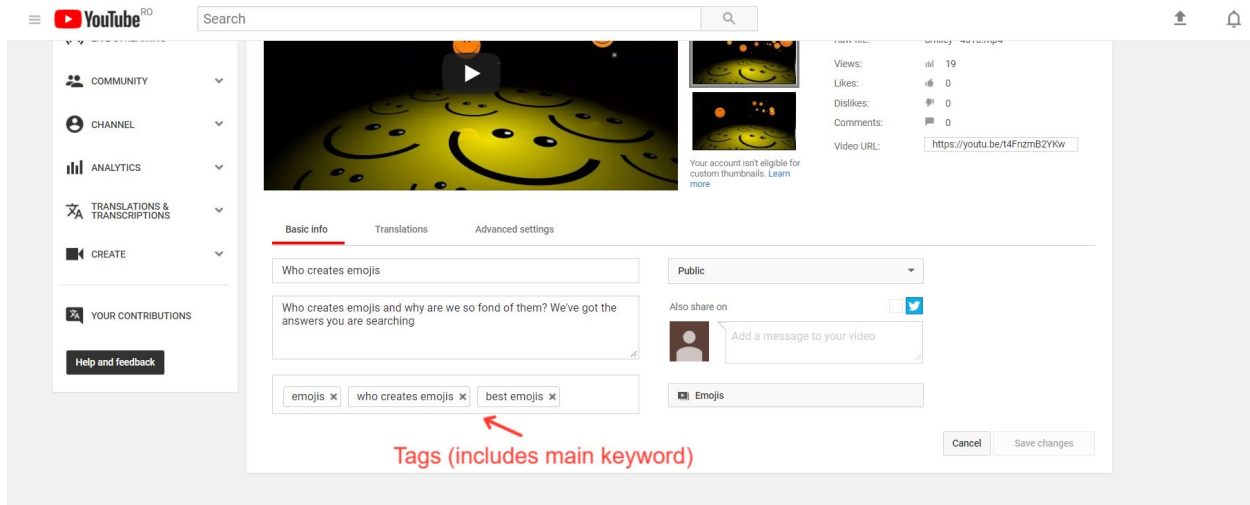 YouTube RO
Search
COMMUNITY
CHANNEL
ANALYTICS
TRANSLATIONS &
TRANSCRIPTIONS
CREATE
YOUR CONTRIBUTIONS
Help and feedback
Your account isn't eligible for
custom thumbnails. Learn
more
Views: 19
Likes: 0
Dislikes: 0
Comments: 0
Video URL: https://youtu.be/t4FnzmB2YKw
Basic info
Translations
Advanced settings
Who creates emojis
Who creates emojis and why are we so fond of them? We've got the
answers you are searching
emojis ×
who creates emojis ×
best emojis ×
Tags (includes main keyword)
Public
Also share on
Add a message to your video
Emojis
Cancel
Save changes